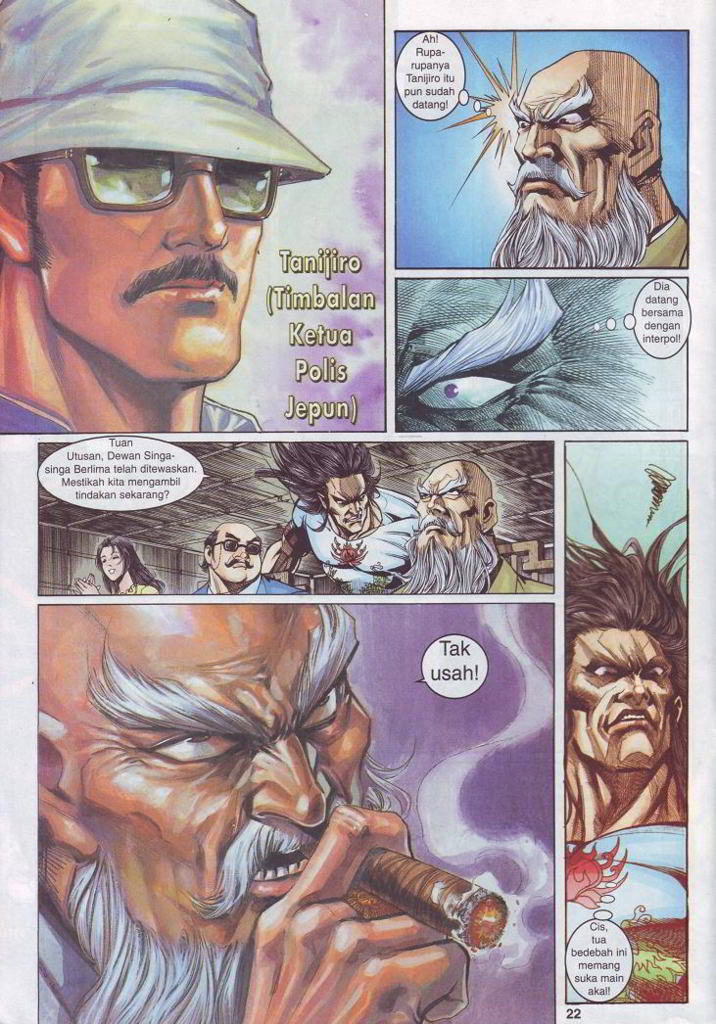 Tanijiro
(Timbalan
Ketua
Polis
Jepun)
Ah!
Rupa-
rupanya
Tanijiro itu
pun sudah
datang!
Dia
datang
bersama
dengan
interpol!
Tuan
Utusan, Dewan Singa-
singa Berlima telah ditewaskan.
Mestikah kita mengambil
tindakan sekarang?
Tak
usah!
Cis,
tua
bedebah ini
memang
suka main
akal!
22